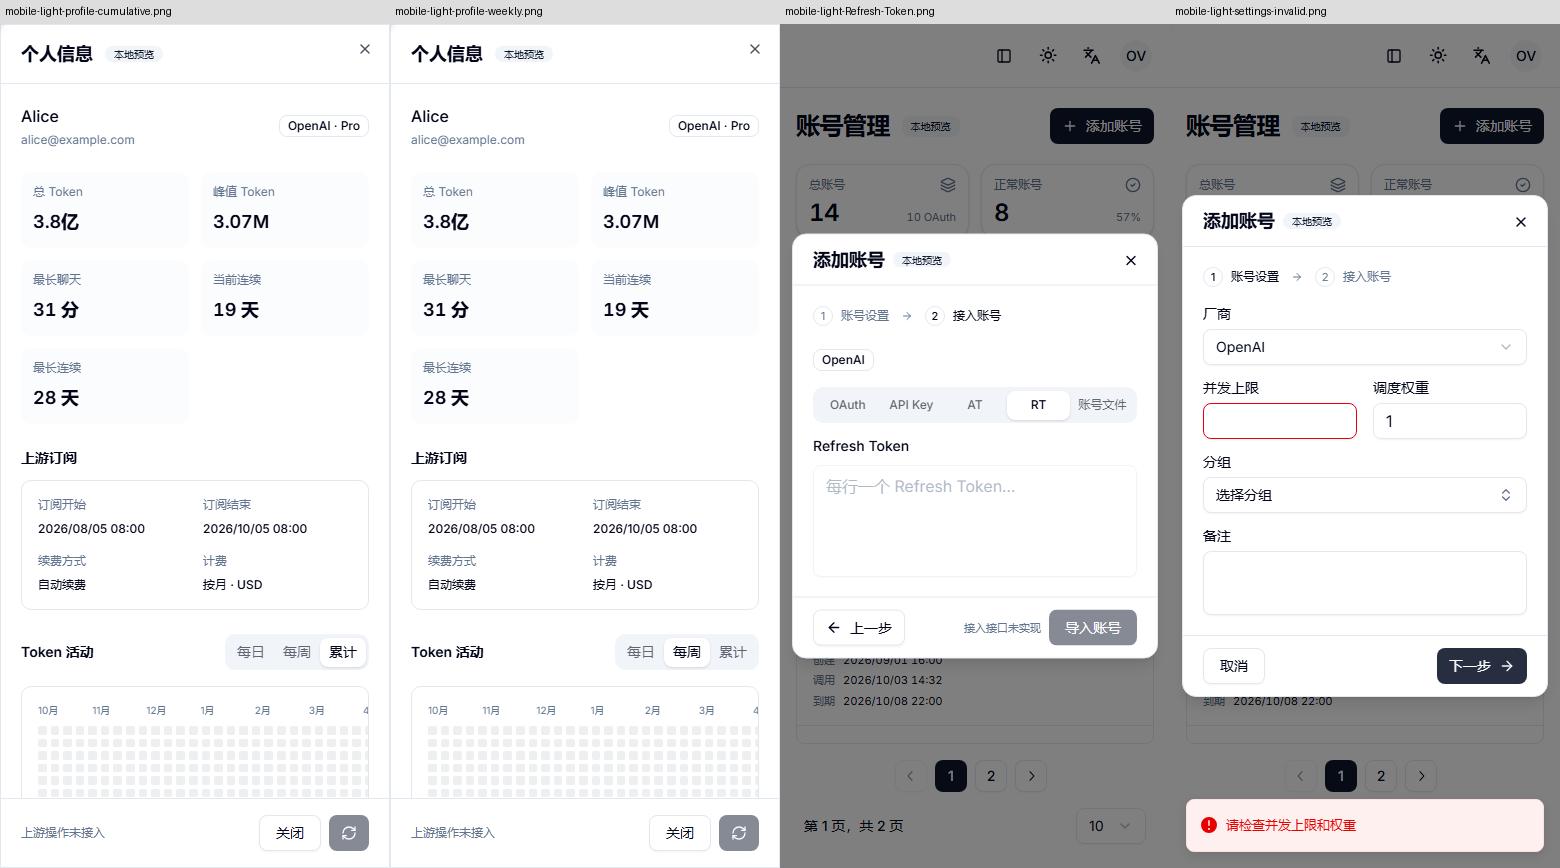 mobile-light-profile-cumulative.png
个人信息 本地预览
Alice
alice@example.com
OpenAI · Pro
总 Token
峰值 Token
3.8亿
3.07M
最长聊天
当前连续
31 分
19 天
最长连续
28 天
上游订阅
订阅开始
订阅结束
2026/08/05 08:00
2026/10/05 08:00
续费方式
计费
自动续费
按月 · USD
Token 活动
每日 每周 累计
10月 11月 12月 1月 2月 3月 4
上游操作未接入
关闭
mobile-light-profile-weekly.png
个人信息 本地预览
Alice
alice@example.com
OpenAI · Pro
总 Token
峰值 Token
3.8亿
3.07M
最长聊天
当前连续
31 分
19 天
最长连续
28 天
上游订阅
订阅开始
订阅结束
2026/08/05 08:00
2026/10/05 08:00
续费方式
计费
自动续费
按月 · USD
Token 活动
每日 每周 累计
10月 11月 12月 1月 2月 3月 4
上游操作未接入
关闭
mobile-light-Refresh-Token.png
OV
账号管理 本地预览
添加账号
总账号
正常账号
14
10 OAuth
8
57%
添加账号 本地预览
1 账号设置 2 接入账号
OpenAI
OAuth API Key AT RT 账号文件
Refresh Token
每行一个 Refresh Token...
上一步
接入接口未实现
导入账号
创建 2026/09/01 16:00
调用 2026/10/03 14:32
到期 2026/10/08 22:00
1 2
第 1 页，共 2 页
10
mobile-light-settings-invalid.png
OV
账号管理 本地预览
添加账号
总账号
正常账号
添加账号 本地预览
1 账号设置 2 接入账号
厂商
OpenAI
并发上限
调度权重
1
分组
选择分组
备注
取消
下一步
到期 2026/10/08 22:00
1 2
请检查并发上限和权重